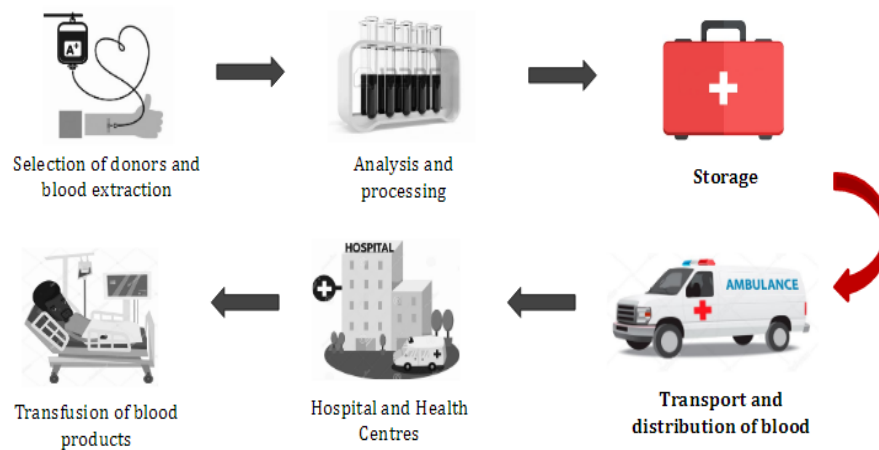 A+
Selection of donors and
blood extraction
Analysis and
processing
Storage
HOSPITAL
AMBULANCE
Transfusion of blood
products
Hospital and Health
Centres
Transport and
distribution of blood